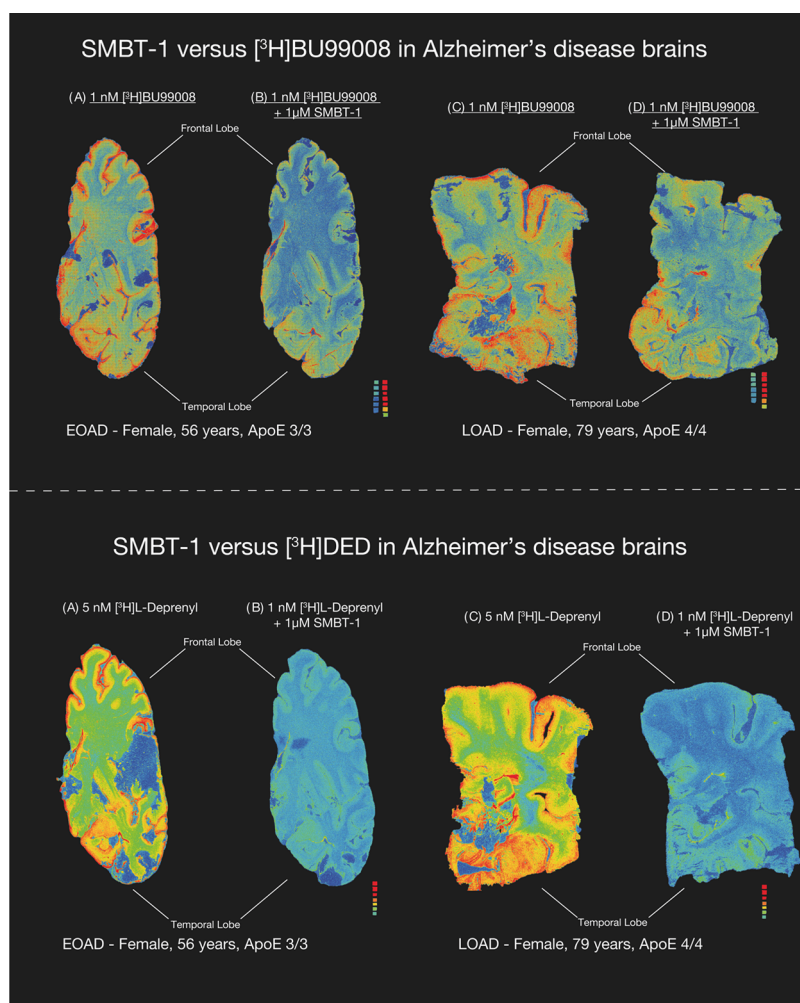 SMBT-1 versus [³H]BU99008 in Alzheimer's disease brains
(A) 1 nM [³H]BU99008
(B) 1 nM [³H]BU99008
+ 1µM SMBT-1
(C) 1 nM [³H]BU99008
(D) 1 nM [³H]BU99008
+ 1µM SMBT-1
Frontal Lobe
Frontal Lobe
Temporal Lobe
Temporal Lobe
EOAD - Female, 56 years, ApoE 3/3
LOAD - Female, 79 years, ApoE 4/4
SMBT-1 versus [³H]DED in Alzheimer's disease brains
(A) 5 nM [³H]L-Deprenyl
(B) 1 nM [³H]L-Deprenyl
+ 1µM SMBT-1
(C) 5 nM [³H]L-Deprenyl
(D) 1 nM [³H]L-Deprenyl
+ 1µM SMBT-1
Frontal Lobe
Frontal Lobe
Temporal Lobe
Temporal Lobe
EOAD - Female, 56 years, ApoE 3/3
LOAD - Female, 79 years, ApoE 4/4